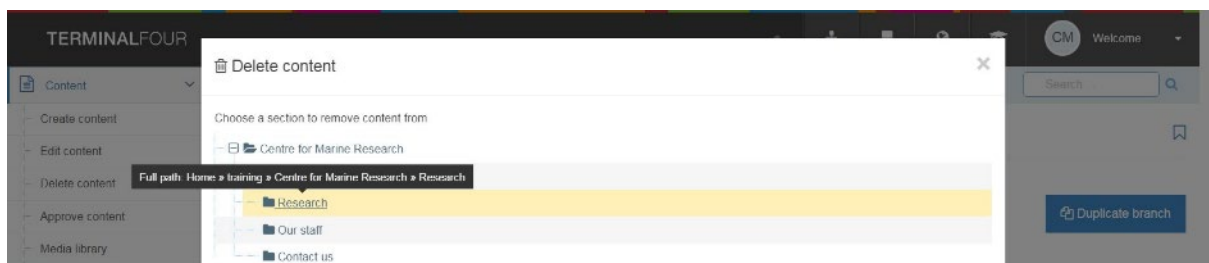 TERMINALFOUR
CM Welcome
Delete content
Content
Search ...
Create content
Choose a section to remove content from
Edit content
Centre for Marine Research
Delete content
Full path: Home » training » Centre for Marine Research » Research
Research
Approve content
Duplicate branch
Our staff
Media library
Contact us